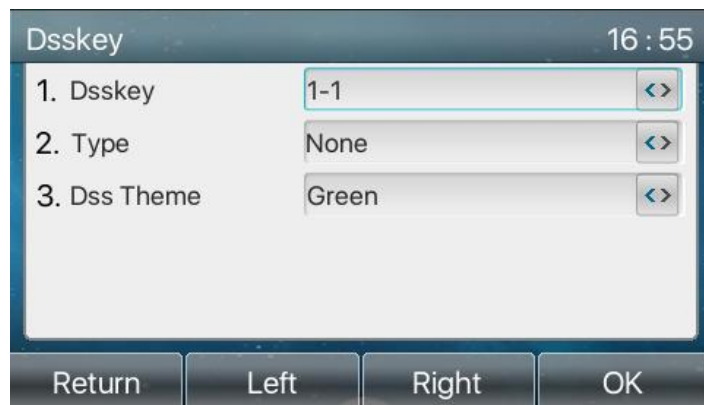 Dsskey 16 : 55
1. Dsskey 1-1
2. Type None
3. Dss Theme Green
Return Left Right OK